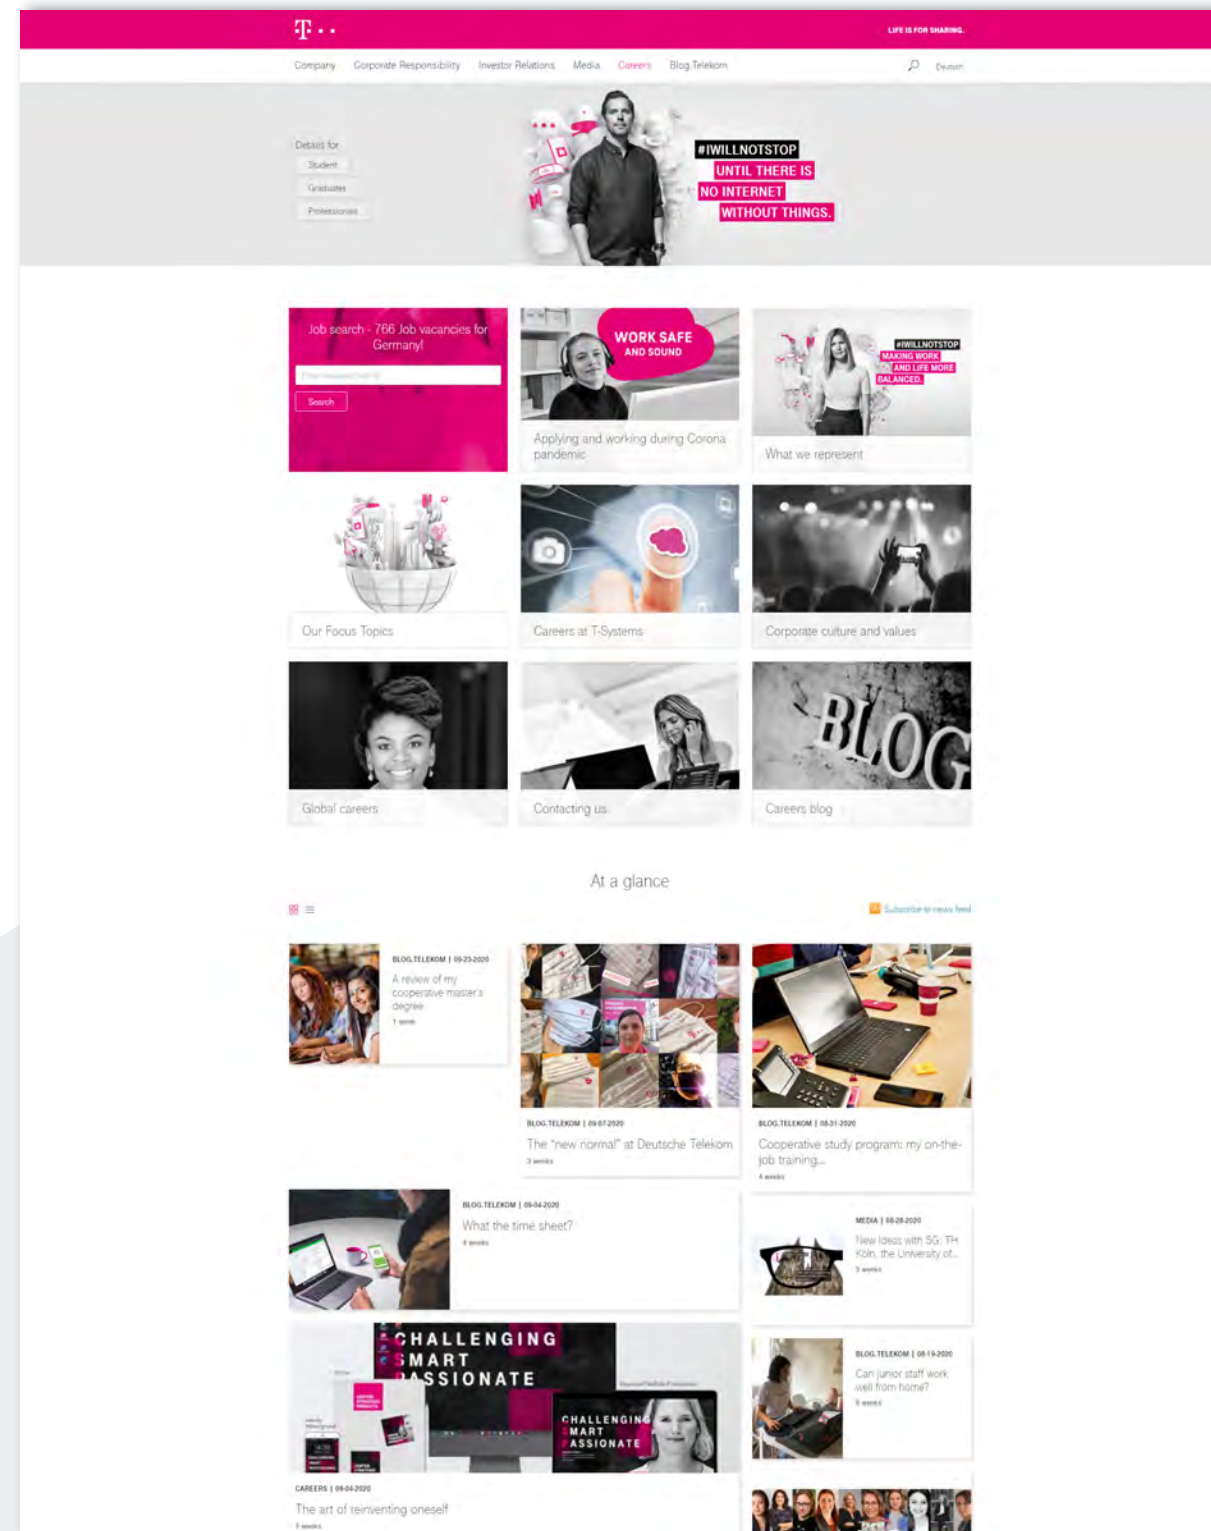 T
LIFE IS FOR SHARING.
Company Corporate Responsibility Investor Relations Media Careers Blog.Telekom
Deutsch
Details for
Student
Graduates
Professionals
#IWILLNOTSTOP
UNTIL THERE IS
NO INTERNET
WITHOUT THINGS.
Job search - 766 Job vacancies for
Germany!
Search
WORK SAFE
AND SOUND
Applying and working during Corona
pandemic
#IWILLNOTSTOP
MAKING WORK
AND LIFE MORE
BALANCED.
What we represent
Our Focus Topics
Careers at T-Systems
Corporate culture and values
Global careers
Contacting us
BLOG
Careers blog
At a glance
Subscribe to news feed
BLOG.TELEKOM | 09-23-2020
A review of my
cooperative master's
degree
1 week
BLOG.TELEKOM | 09-07-2020
The "new normal" at Deutsche Telekom
3 weeks
BLOG.TELEKOM | 08-31-2020
Cooperative study program: my on-the-
job training...
4 weeks
BLOG.TELEKOM | 09-04-2020
What the time sheet?
4 weeks
MEDIA | 08-28-2020
New Ideas with 5G: TH
Köln, the University of...
5 weeks
CHALLENGING
SMART
PASSIONATE
CHALLENGING
SMART
PASSIONATE
BLOG.TELEKOM | 08-19-2020
Can junior staff work
well from home?
6 weeks
CAREERS | 09-04-2020
The art of reinventing oneself